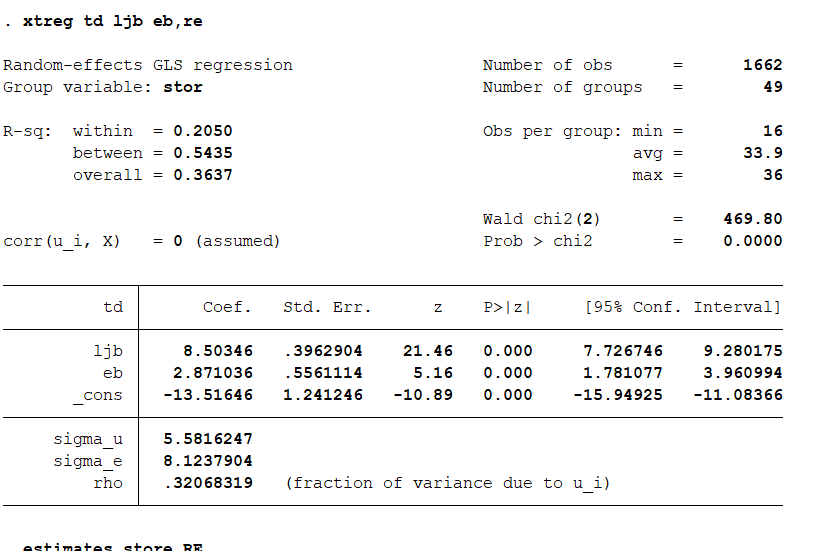 . xtreg td ljb eb,re
Random-effects GLS regression                   Number of obs     =      1662
Group variable: stor                            Number of groups  =        49
R-sq:  within  = 0.2050                         Obs per group: min =        16
       between = 0.5435                                        avg =      33.9
       overall = 0.3637                                        max =        36
                                                Wald chi2(2)      =    469.80
corr(u_i, X)   = 0 (assumed)                    Prob > chi2       =    0.0000
td       Coef.   Std. Err.      z    P>|z|     [95% Conf. Interval]
ljb     8.50346   .3962904    21.46   0.000     7.726746    9.280175
eb    2.871036   .5561114     5.16   0.000     1.781077    3.960994
_cons   -13.51646   1.241246   -10.89   0.000    -15.94925   -11.08366
sigma_u   5.5816247
sigma_e   8.1237904
rho   .32068319   (fraction of variance due to u_i)
estimates store RE